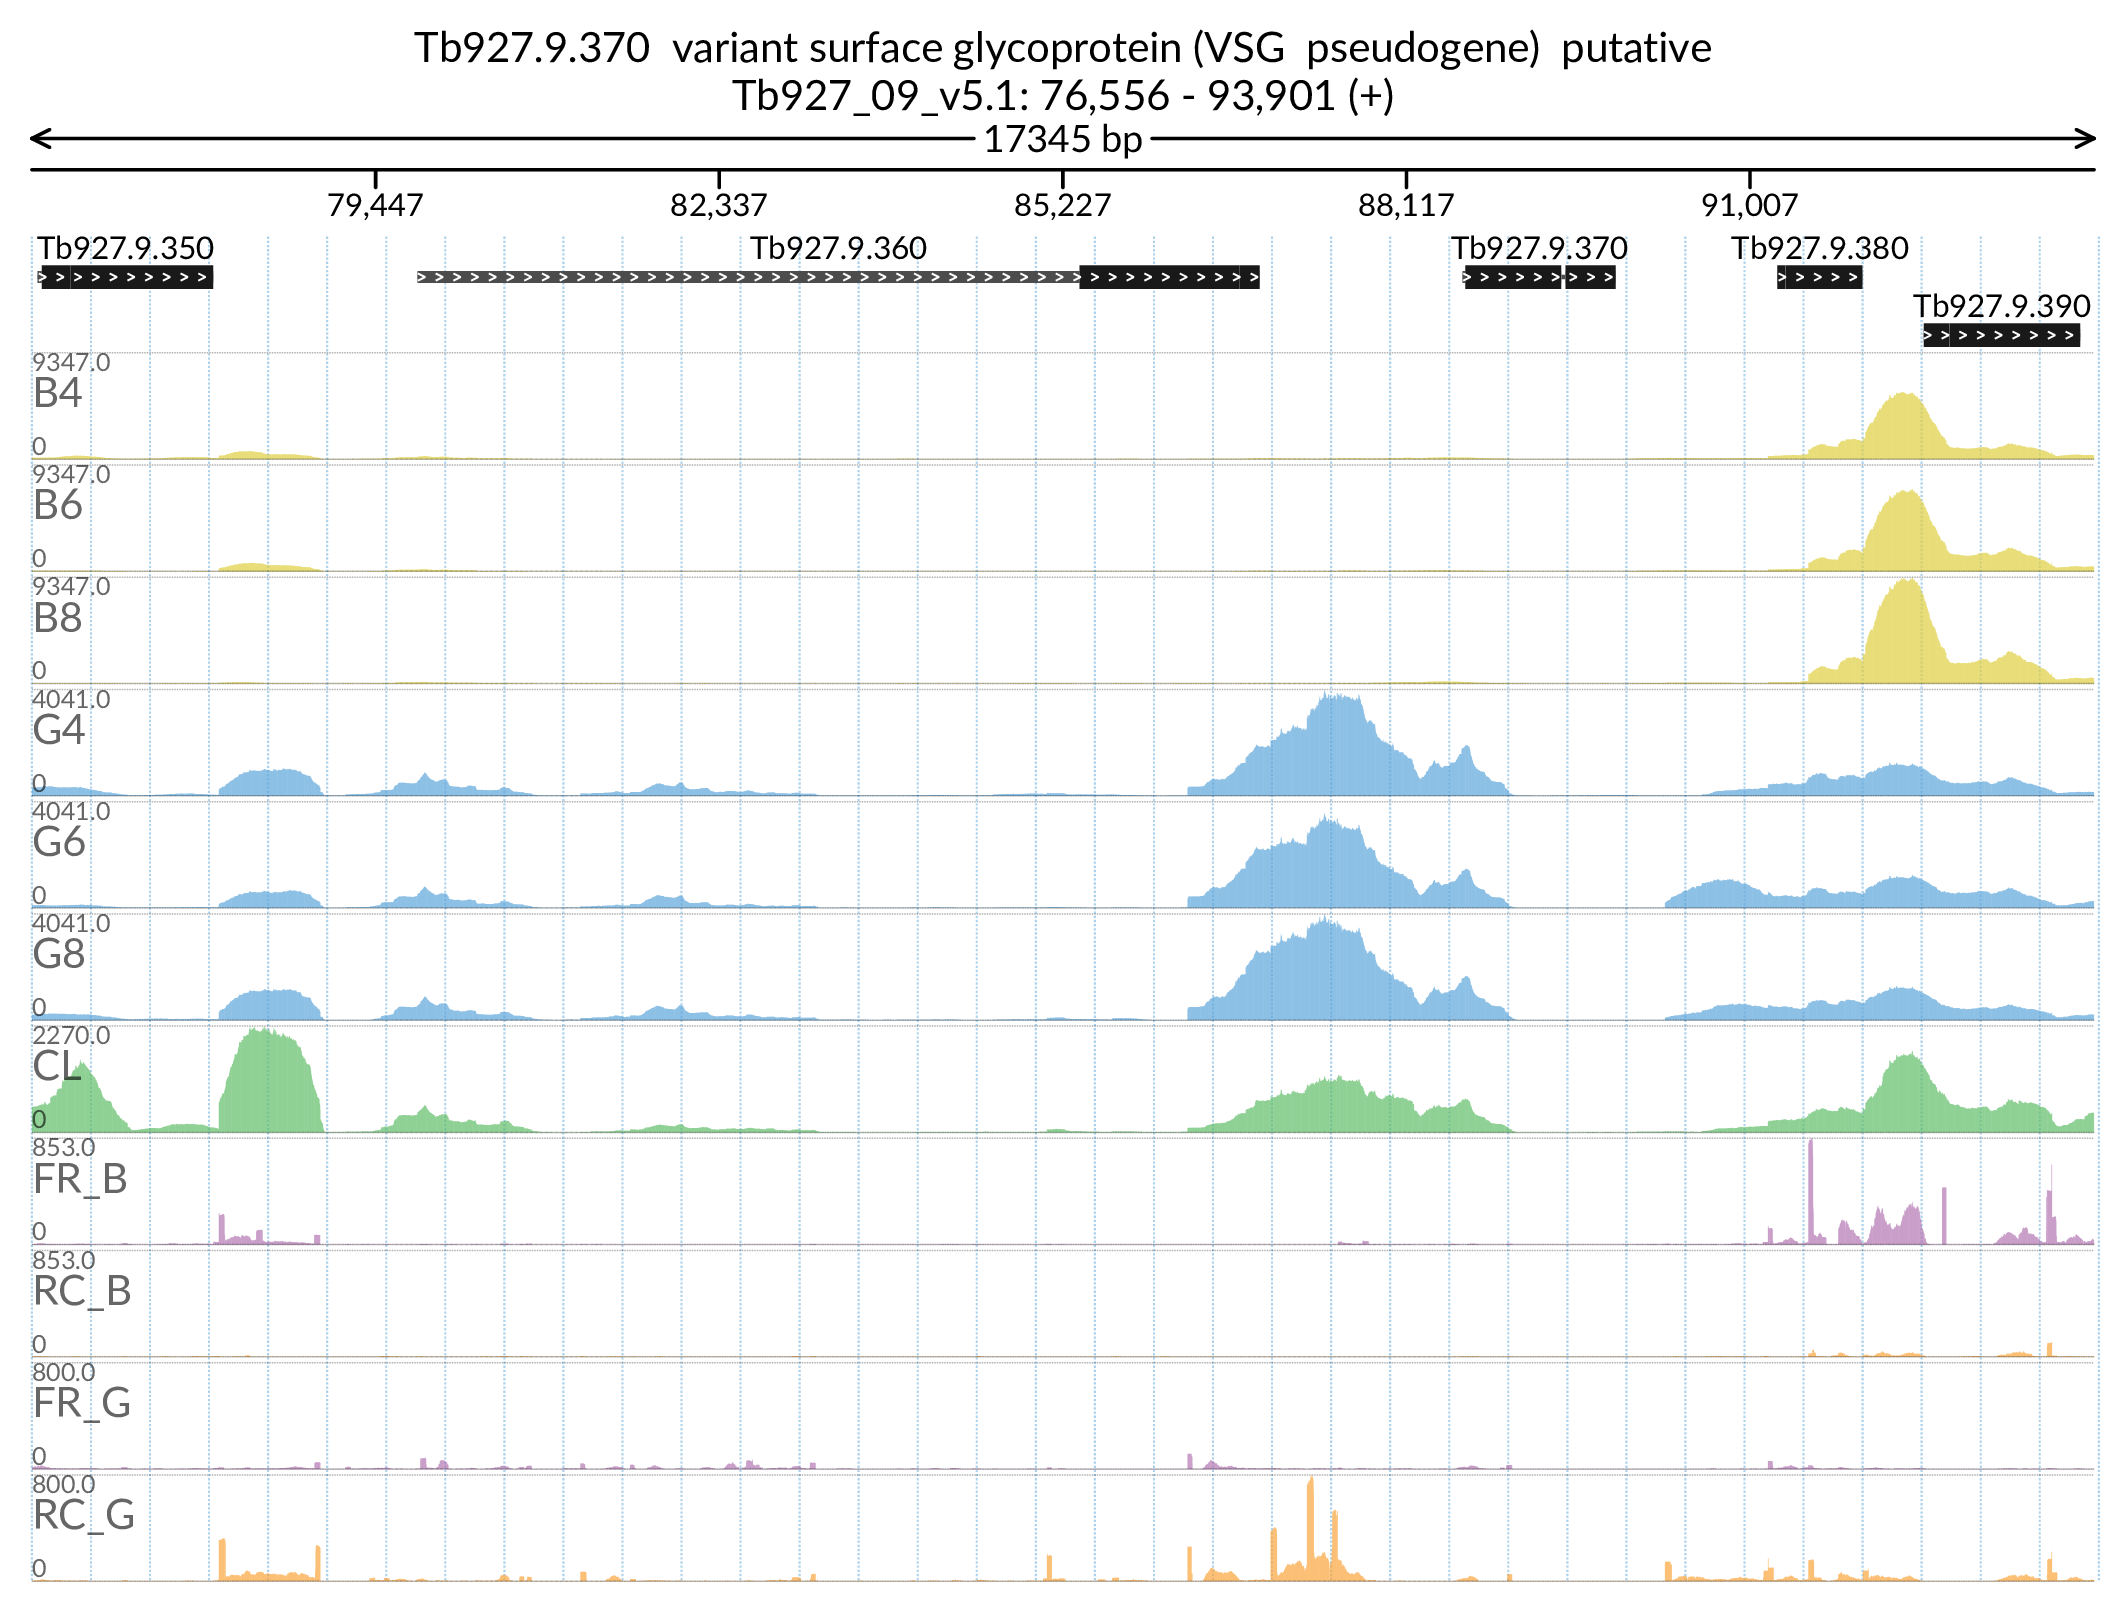 Tb927.9.370  variant surface glycoprotein (VSG  pseudogene)  putative
Tb927_09_v5.1: 76,556 - 93,901 (+)
17345 bp
79,447 82,337 85,227 88,117 91,007
Tb927.9.350 Tb927.9.360 Tb927.9.370 Tb927.9.380
Tb927.9.390
9347.0
B4
0
9347.0
B6
0
9347.0
B8
0
4041.0
G4
0
4041.0
G6
0
4041.0
G8
0
2270.0
CL
0
853.0
FR_B
0
853.0
RC_B
0
800.0
FR_G
0
800.0
RC_G
0